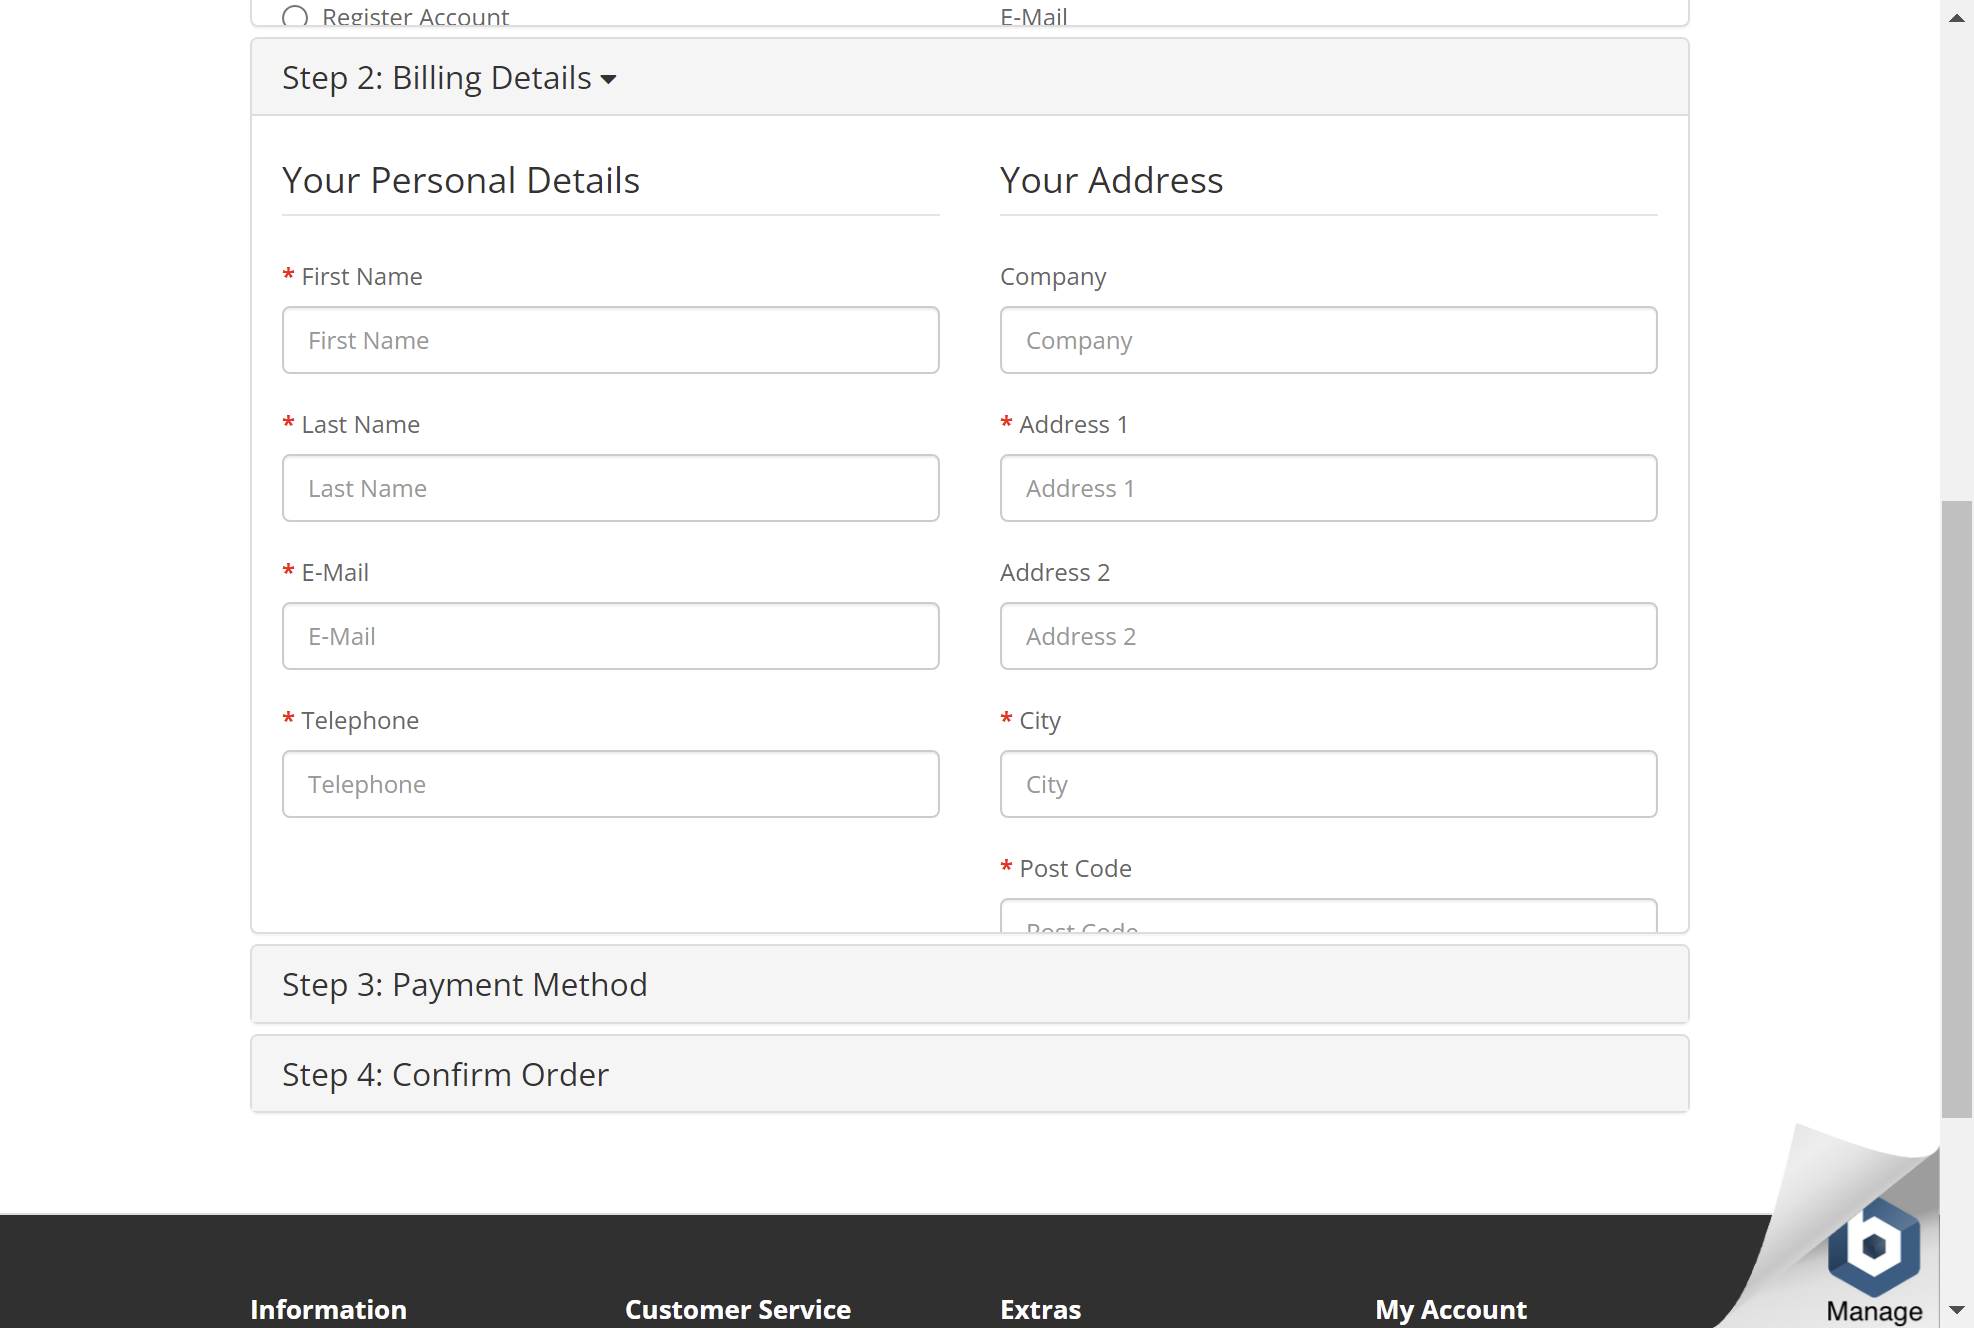 Register Account
E-Mail
Step 2: Billing Details
Your Personal Details
* First Name
First Name
* Last Name
Last Name
* E-Mail
E-Mail
* Telephone
Telephone
Your Address
Company
Company
* Address 1
Address 1
Address 2
Address 2
* City
City
* Post Code
Post Code
Step 3: Payment Method
Step 4: Confirm Order
Information
Customer Service
Extras
My Account
Manage